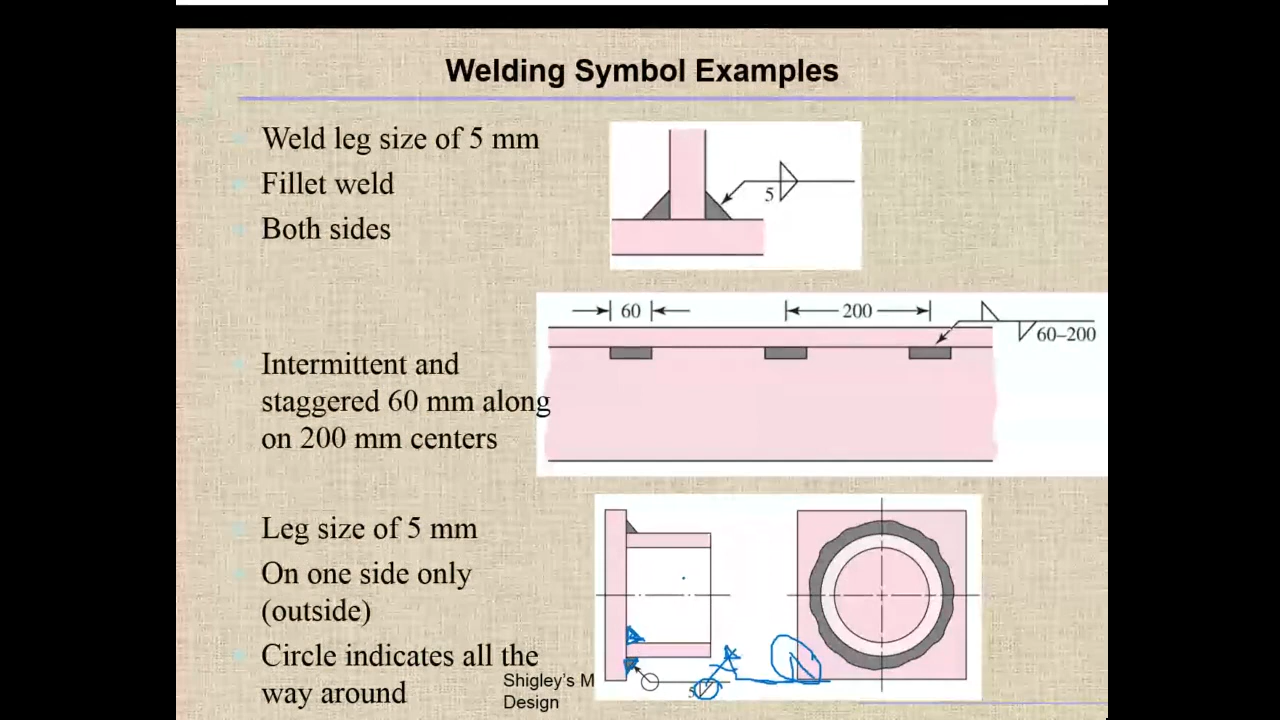 Welding Symbol Examples
Weld leg size of 5 mm
Fillet weld
Both sides
5
60
200
60–200
Intermittent and
staggered 60 mm along
on 200 mm centers
Leg size of 5 mm
On one side only
(outside)
Circle indicates all the
way around
5
Shigley's M
Design